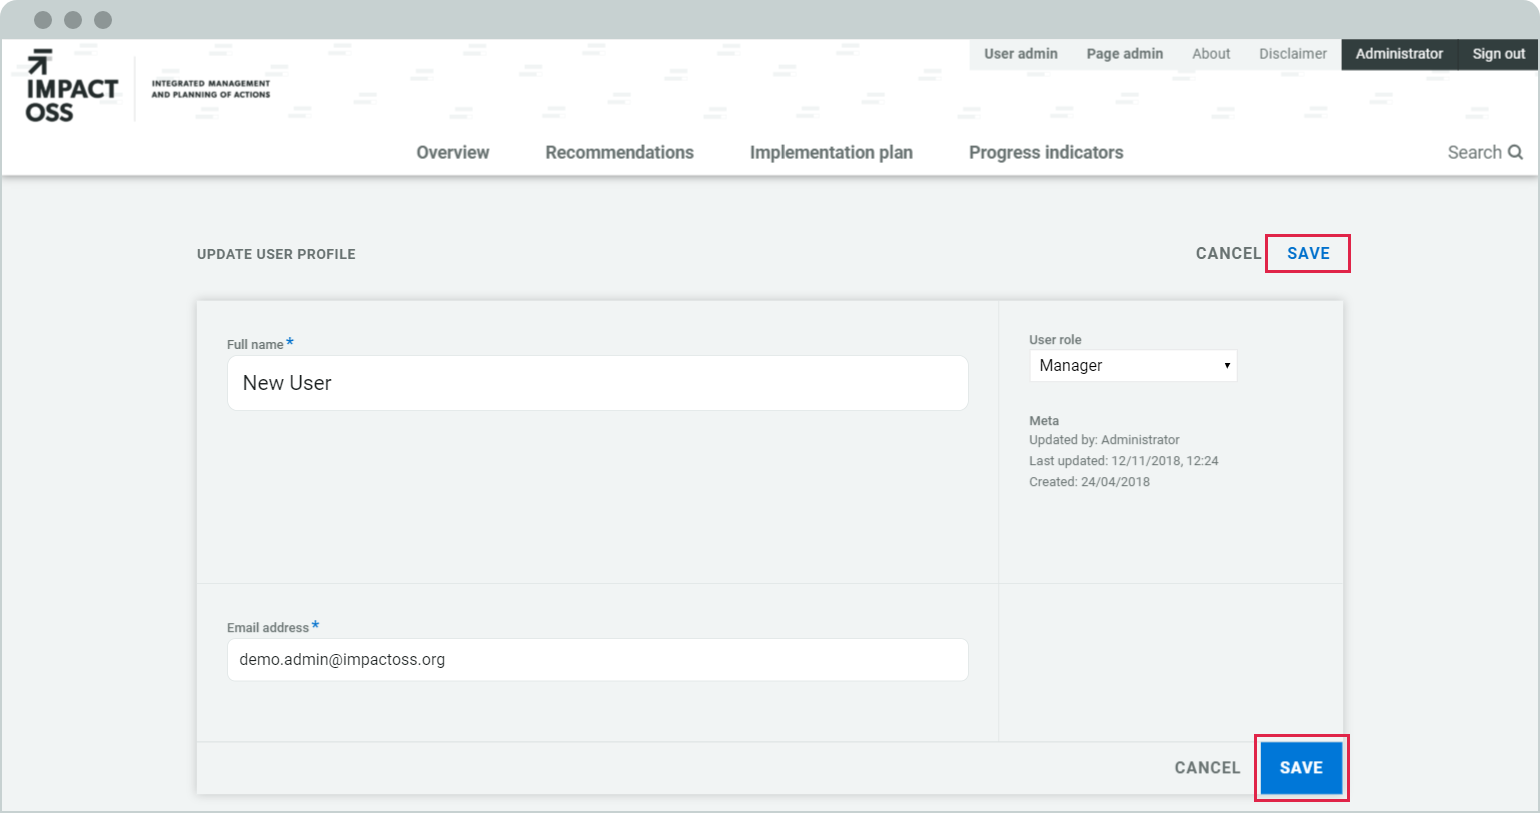 IMPACT
OSS
INTEGRATED MANAGEMENT
AND PLANNING OF ACTIONS
User admin Page admin About Disclaimer Administrator Sign out
Overview Recommendations Implementation plan Progress indicators Search
UPDATE USER PROFILE CANCEL SAVE
Full name *
New User
User role
Manager
Meta
Updated by: Administrator
Last updated: 12/11/2018, 12:24
Created: 24/04/2018
Email address *
demo.admin@impactoss.org
CANCEL SAVE